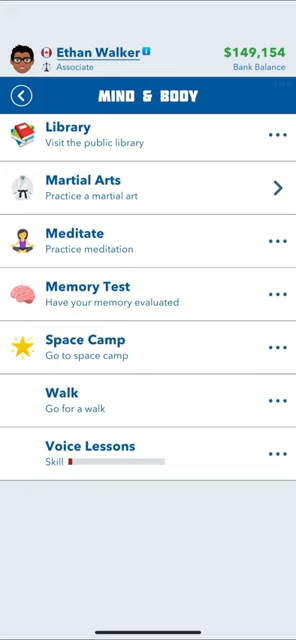 Ethan Walker
$149,154
Associate
Bank Balance
MIND & BODY
Library
Visit the public library
Martial Arts
Practice a martial art
Meditate
Practice meditation
Memory Test
Have your memory evaluated
Space Camp
Go to space camp
Walk
Go for a walk
Voice Lessons
Skill